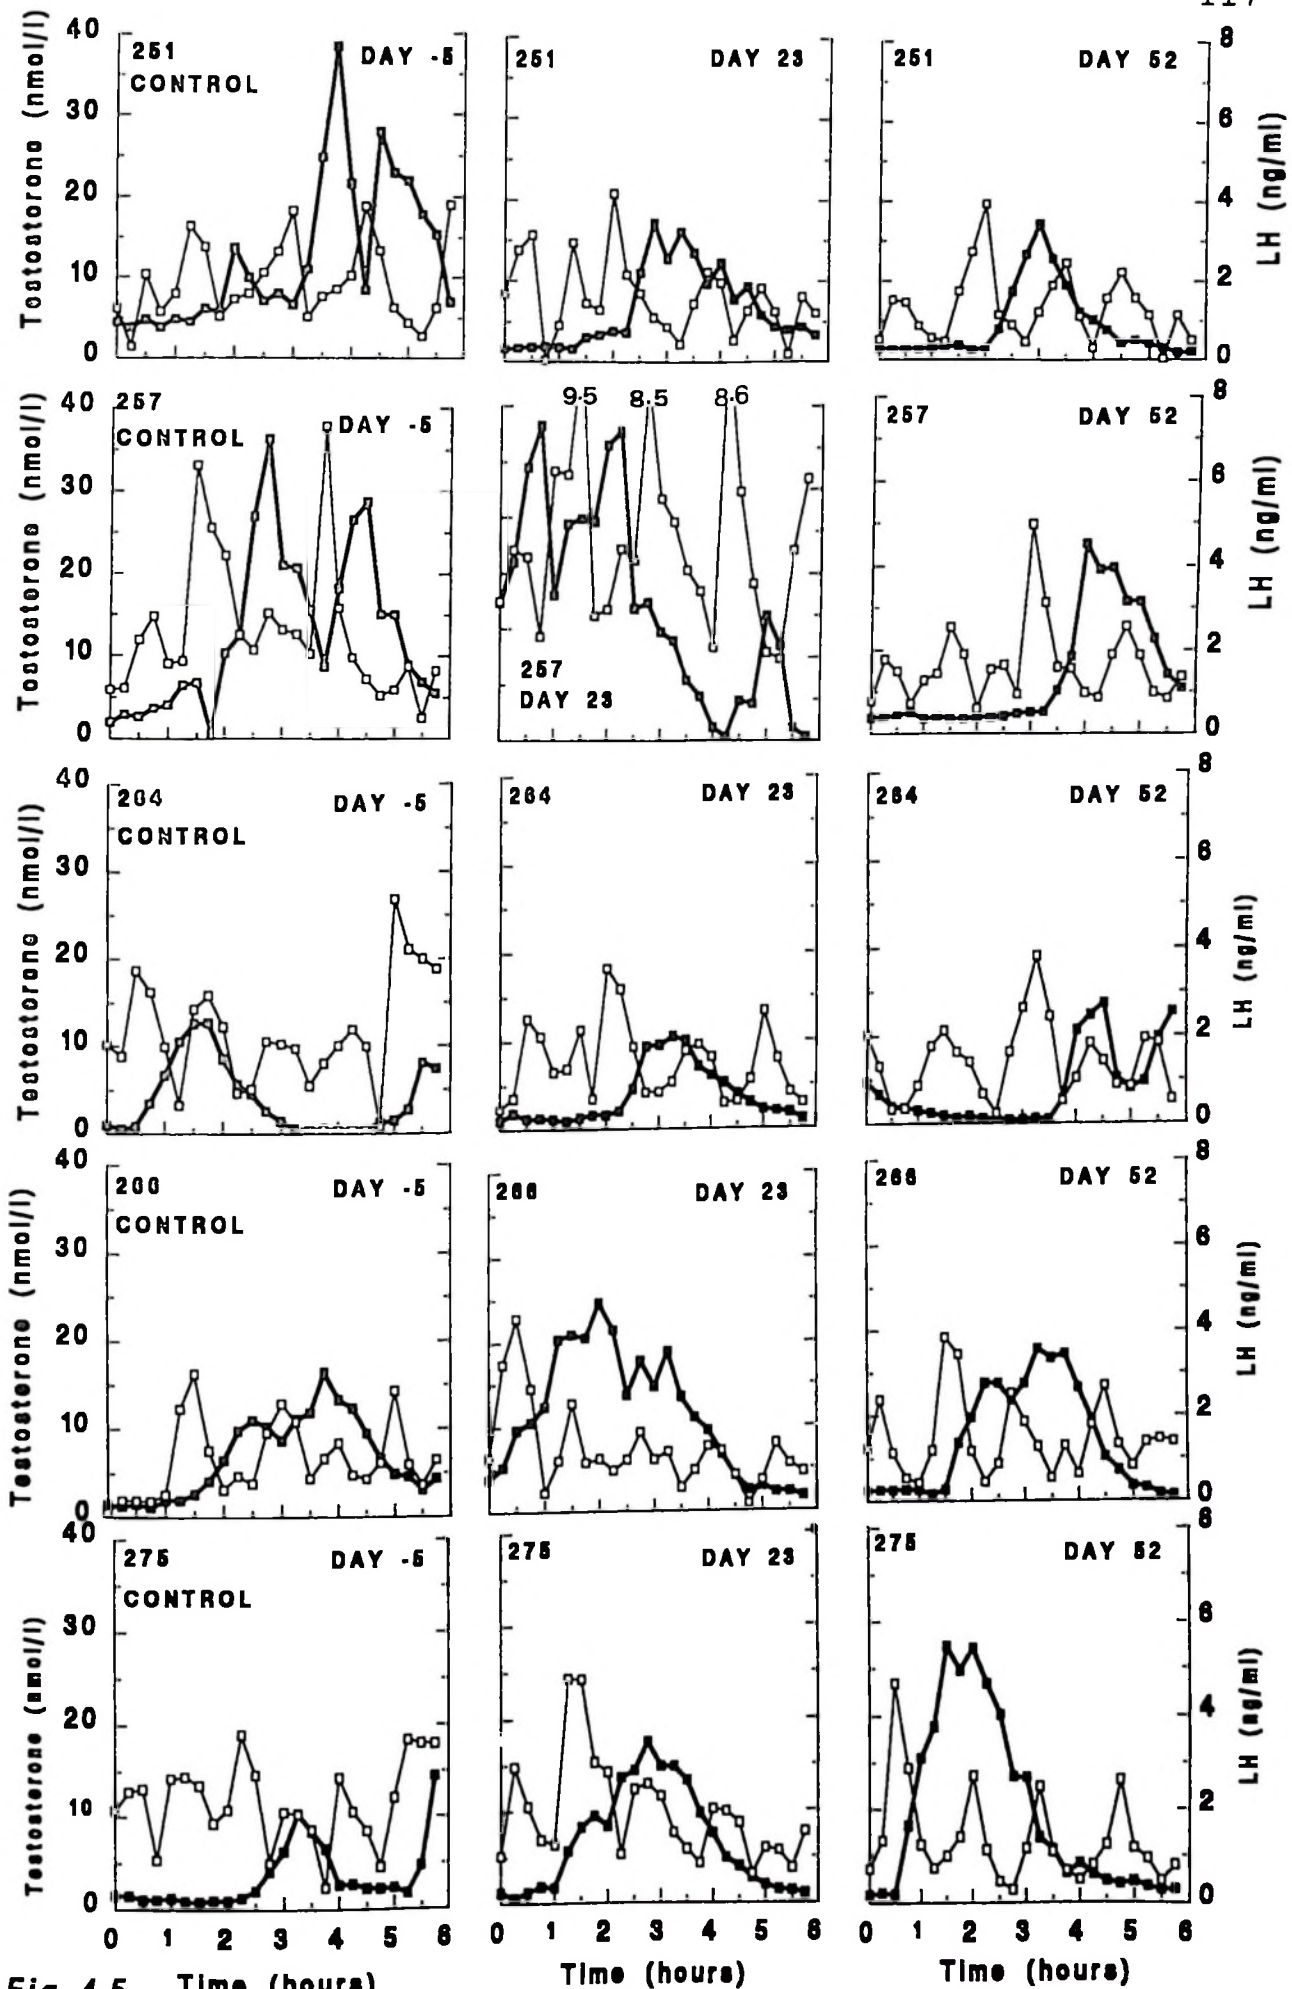 117
251 DAY -5 251 DAY 23 251 DAY 52
CONTROL
Testosterone (nmol/l)
40
30
20
10
0
8
6
4
2
0
LH (ng/ml)
9.5 8.5 8.6
257 DAY -5 257 DAY 52
CONTROL
257
DAY 23
Testosterone (nmol/l)
40
30
20
10
0
8
6
4
2
0
LH (ng/ml)
264 DAY -5 264 DAY 23 264 DAY 52
CONTROL
Testosterone (nmol/l)
40
30
20
10
0
8
6
4
2
0
LH (ng/ml)
266 DAY -5 266 DAY 23 266 DAY 52
CONTROL
Testosterone (nmol/l)
40
30
20
10
0
8
6
4
2
0
LH (ng/ml)
275 DAY -5 275 DAY 23 275 DAY 52
CONTROL
Testosterone (nmol/l)
40
30
20
10
0
8
6
4
2
0
LH (ng/ml)
0 1 2 3 4 5 6 0 1 2 3 4 5 6 0 1 2 3 4 5 6
Time (hours) Time (hours) Time (hours)
Fig 4.5